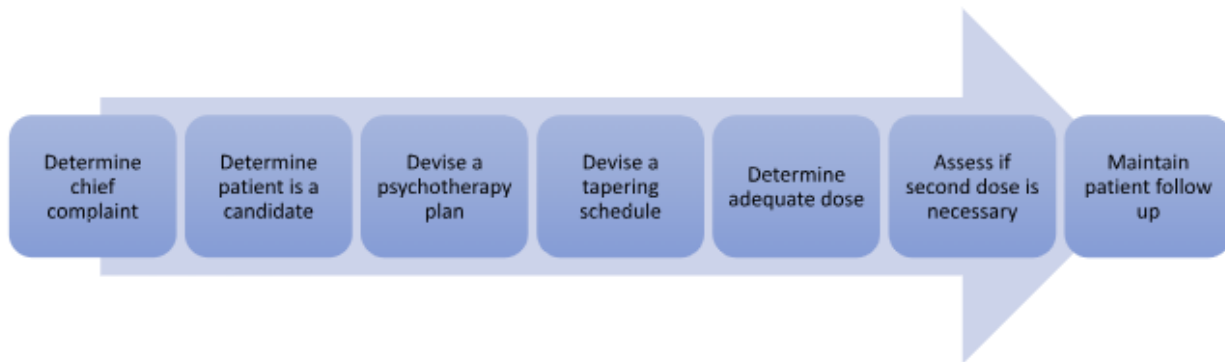 Determine
chief
complaint
Determine
patient is a
candidate
Devise a
psychotherapy
plan
Devise a
tapering
schedule
Determine
adequate dose
Assess if
second dose is
necessary
Maintain
patient follow
up